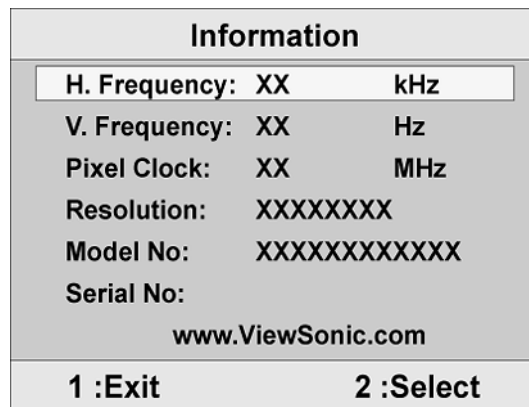 Information
H. Frequency: XX kHz
V. Frequency: XX Hz
Pixel Clock: XX MHz
Resolution: XXXXXXXX
Model No: XXXXXXXXXXXX
Serial No:
www.ViewSonic.com
1 :Exit 2 :Select